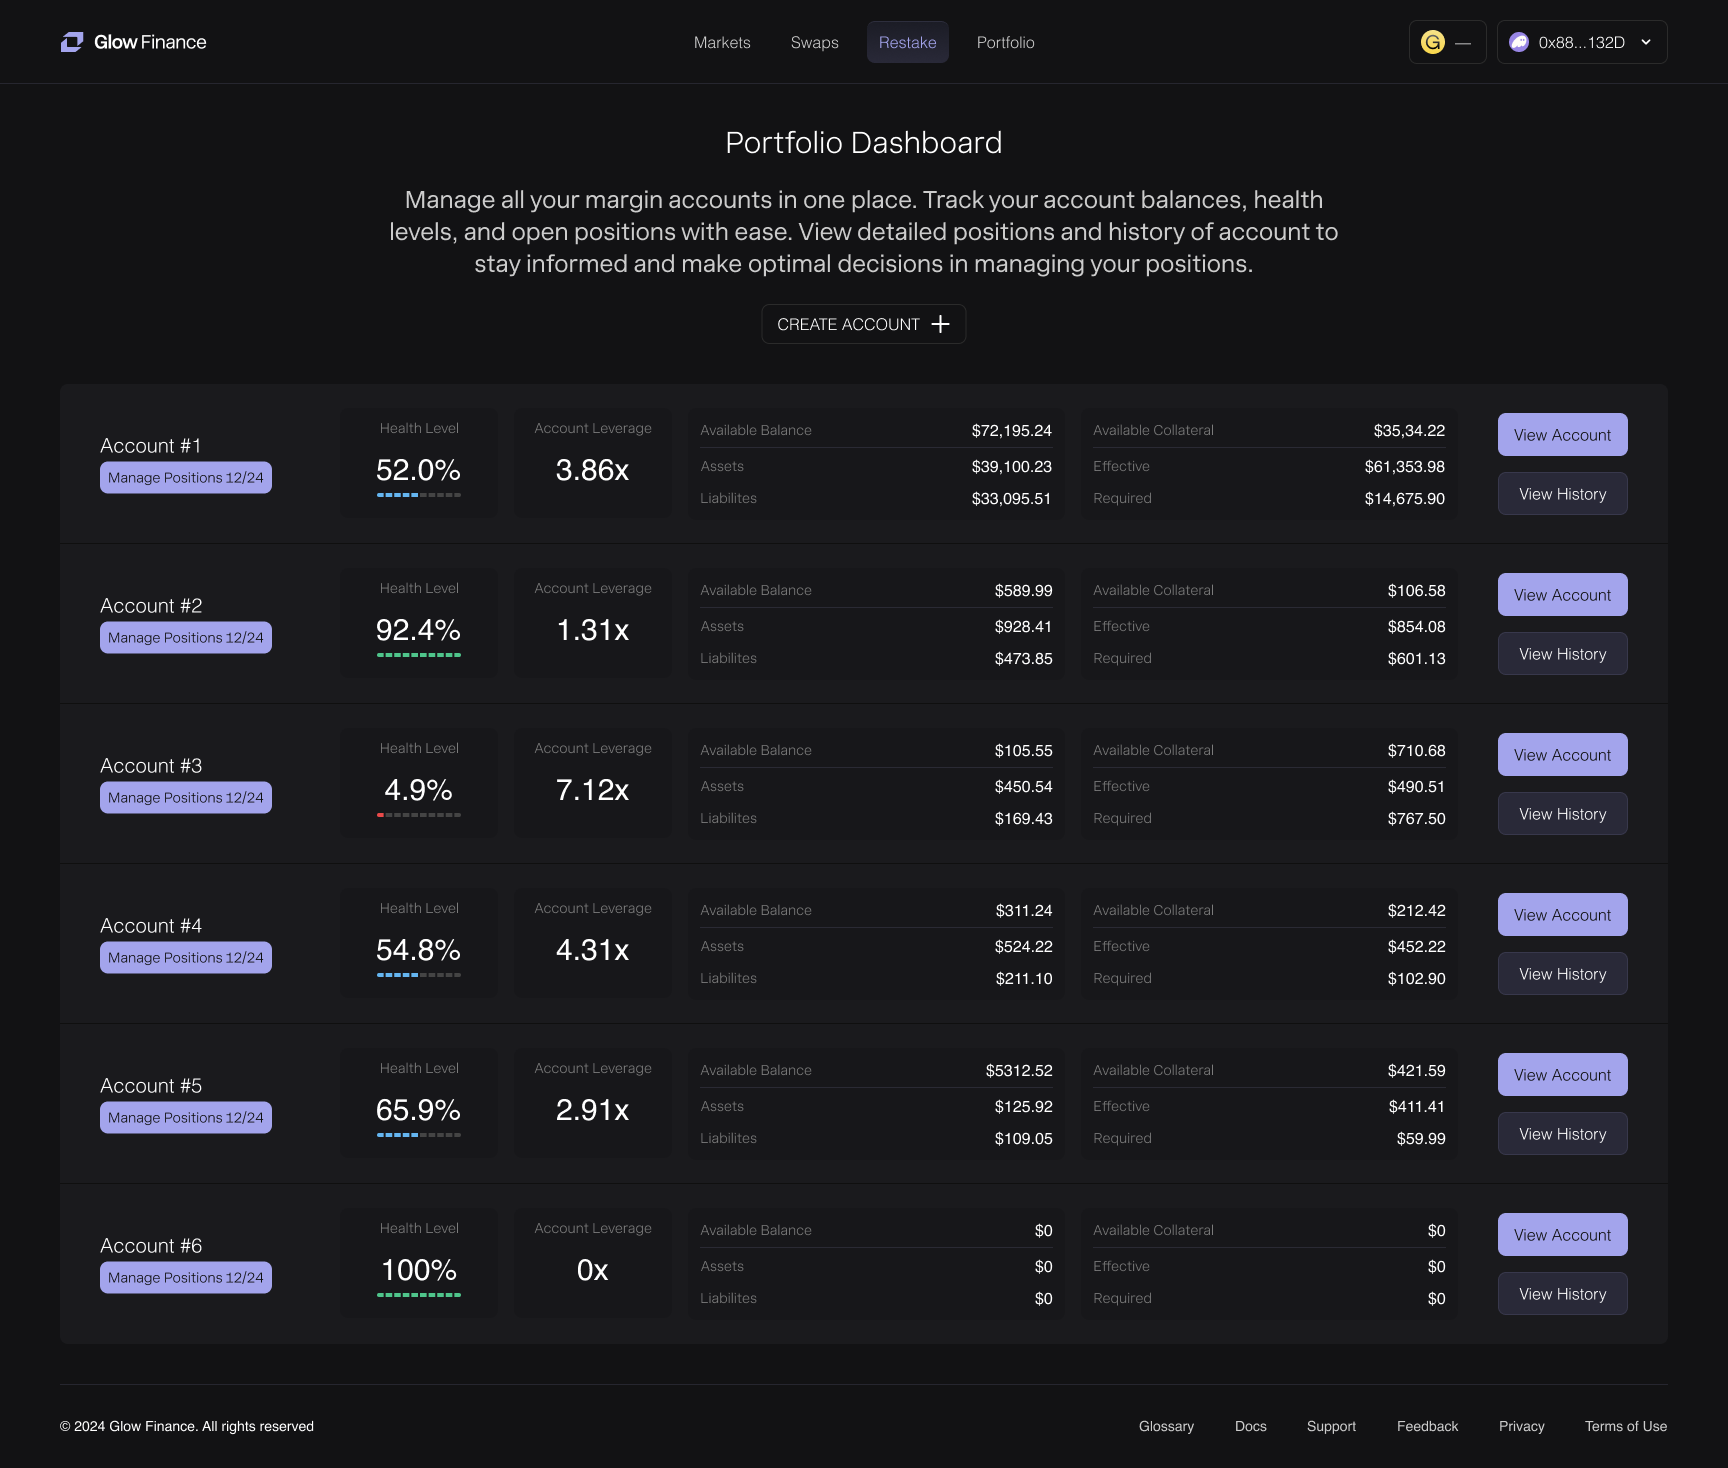 Glow Finance
Markets
Swaps
Restake
Portfolio
G —
0x88...132D
Portfolio Dashboard
Manage all your margin accounts in one place. Track your account balances, health
levels, and open positions with ease. View detailed positions and history of account to
stay informed and make optimal decisions in managing your positions.
CREATE ACCOUNT
Account #1
Manage Positions 12/24
Health Level
52.0%
Account Leverage
3.86x
Available Balance $72,195.24
Assets $39,100.23
Liabilites $33,095.51
Available Collateral $35,34.22
Effective $61,353.98
Required $14,675.90
View Account
View History
Account #2
Manage Positions 12/24
Health Level
92.4%
Account Leverage
1.31x
Available Balance $589.99
Assets $928.41
Liabilites $473.85
Available Collateral $106.58
Effective $854.08
Required $601.13
View Account
View History
Account #3
Manage Positions 12/24
Health Level
4.9%
Account Leverage
7.12x
Available Balance $105.55
Assets $450.54
Liabilites $169.43
Available Collateral $710.68
Effective $490.51
Required $767.50
View Account
View History
Account #4
Manage Positions 12/24
Health Level
54.8%
Account Leverage
4.31x
Available Balance $311.24
Assets $524.22
Liabilites $211.10
Available Collateral $212.42
Effective $452.22
Required $102.90
View Account
View History
Account #5
Manage Positions 12/24
Health Level
65.9%
Account Leverage
2.91x
Available Balance $5312.52
Assets $125.92
Liabilites $109.05
Available Collateral $421.59
Effective $411.41
Required $59.99
View Account
View History
Account #6
Manage Positions 12/24
Health Level
100%
Account Leverage
0x
Available Balance $0
Assets $0
Liabilites $0
Available Collateral $0
Effective $0
Required $0
View Account
View History
© 2024 Glow Finance. All rights reserved
Glossary
Docs
Support
Feedback
Privacy
Terms of Use